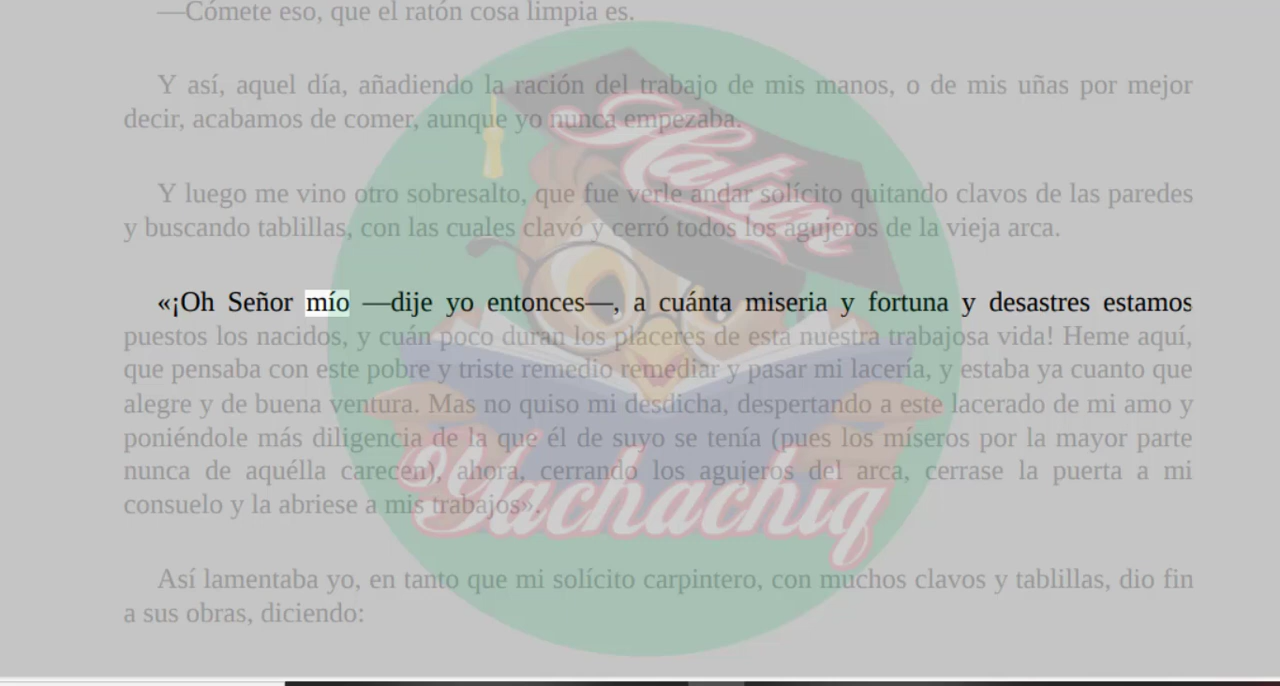 —Cómete eso, que el ratón cosa limpia es.
Y así, aquel día, añadiendo la ración del trabajo de mis manos, o de mis uñas por mejor
decir, acabamos de comer, aunque yo nunca empezaba.
Y luego me vino otro sobresalto, que fue verle andar solícito quitando clavos de las paredes
y buscando tablillas, con las cuales clavó y cerró todos los agujeros de la vieja arca.
«¡Oh Señor mío —dije yo entonces—, a cuánta miseria y fortuna y desastres estamos
puestos los nacidos, y cuán poco duran los placeres de esta nuestra trabajosa vida! Heme aquí,
que pensaba con este pobre y triste remedio remediar y pasar mi lacería, y estaba ya cuanto que
alegre y de buena ventura. Mas no quiso mi desdicha, despertando a este lacerado de mi amo y
poniéndole más diligencia de la que él de suyo se tenía (pues los míseros por la mayor parte
nunca de aquélla carecen), ahora, cerrando los agujeros del arca, cerrase la puerta a mi
consuelo y la abriese a mis trabajos».
Así lamentaba yo, en tanto que mi solícito carpintero, con muchos clavos y tablillas, dio fin
a sus obras, diciendo:
Hatun
Yachachiq